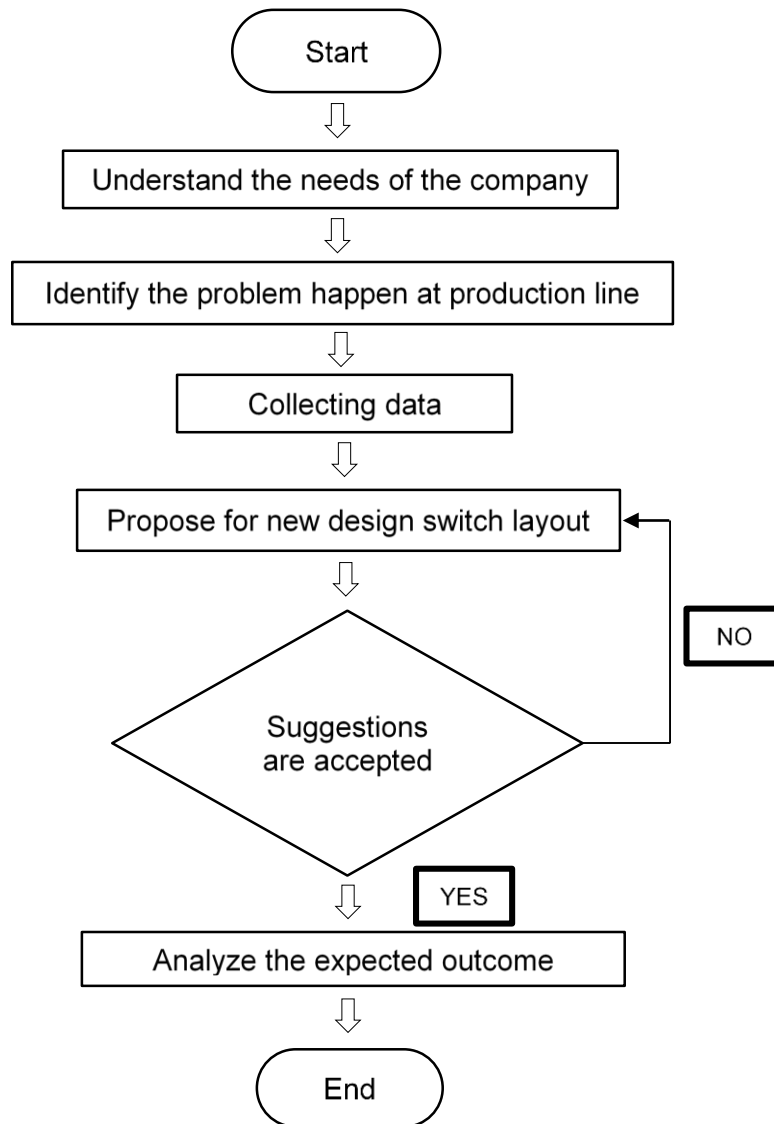 Start
Understand the needs of the company
Identify the problem happen at production line
Collecting data
Propose for new design switch layout
NO
Suggestions
are accepted
YES
Analyze the expected outcome
End